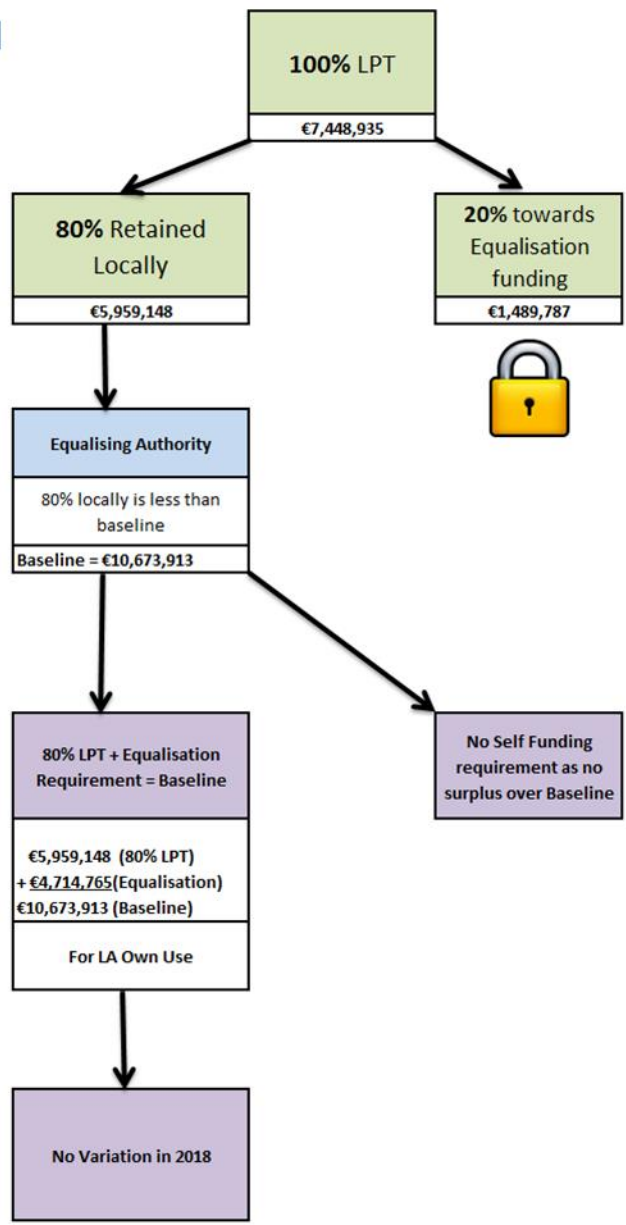 100% LPT
€7,448,935
80% Retained
Locally
€5,959,148
20% towards
Equalisation
funding
€1,489,787
Equalising Authority
80% locally is less than
baseline
Baseline = €10,673,913
80% LPT + Equalisation
Requirement = Baseline
€5,959,148 (80% LPT)
+ €4,714,765(Equalisation)
€10,673,913 (Baseline)
For LA Own Use
No Self Funding
requirement as no
surplus over Baseline
No Variation in 2018